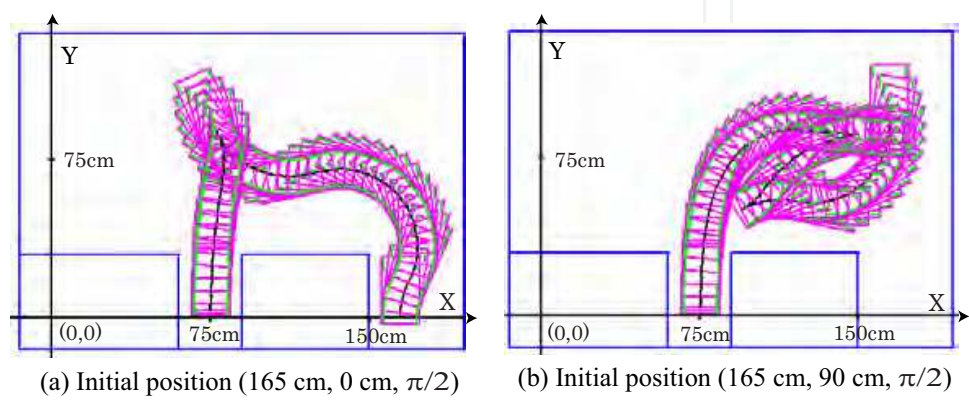 Y
75cm
X
(0,0)
75cm
150cm
(a) Initial position (165 cm, 0 cm, π/2)
Y
75cm
X
(0,0)
75cm
150cm
(b) Initial position (165 cm, 90 cm, π/2)